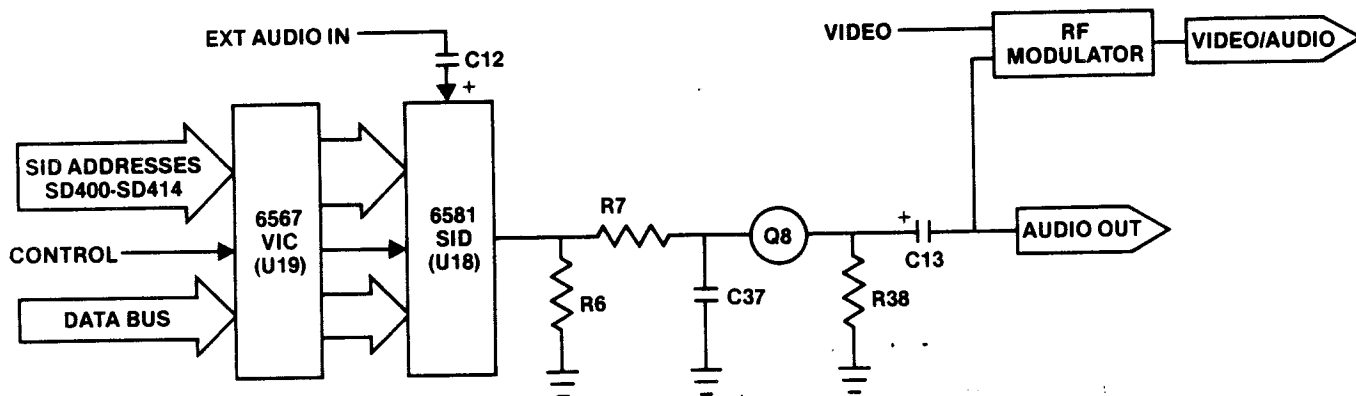 EXT AUDIO IN
C12
+
VIDEO
RF
MODULATOR
VIDEO/AUDIO
SID ADDRESSES
SD400-SD414
CONTROL
DATA BUS
6567
VIC
(U19)
6581
SID
(U18)
R7
R6
C37
Q8
R38
+
C13
AUDIO OUT